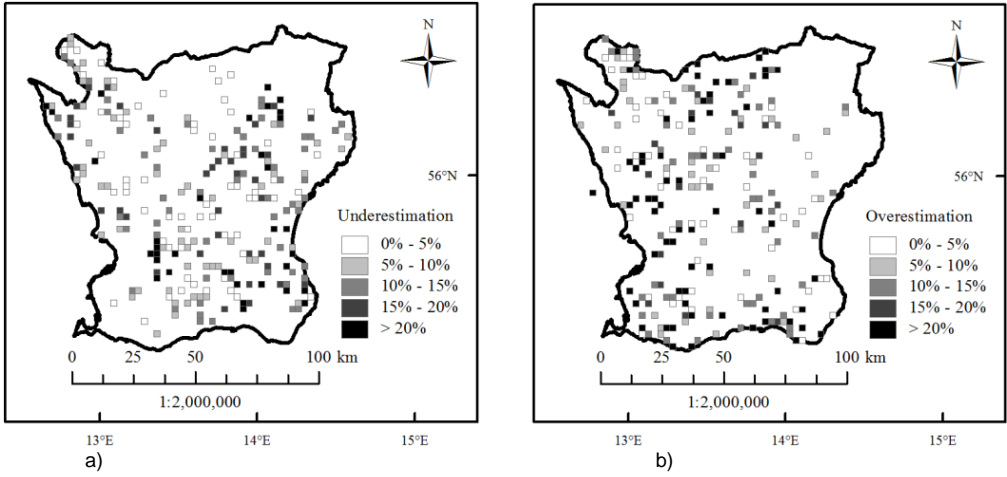 N
56°N
Underestimation
0% - 5%
5% - 10%
10% - 15%
15% - 20%
> 20%
0 25 50 100 km
1:2,000,000
13°E 14°E 15°E
a)
N
56°N
Overestimation
0% - 5%
5% - 10%
10% - 15%
15% - 20%
> 20%
0 25 50 100 km
1:2,000,000
13°E 14°E 15°E
b)